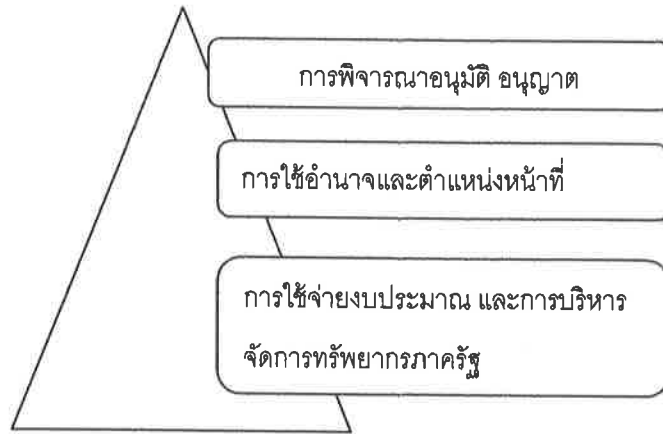 การพิจารณาอนุมัติ อนุญาต
การใช้อำนาจและตำแหน่งหน้าที่
การใช้จ่ายงบประมาณ และการบริหาร
จัดการทรัพยากรภาครัฐ